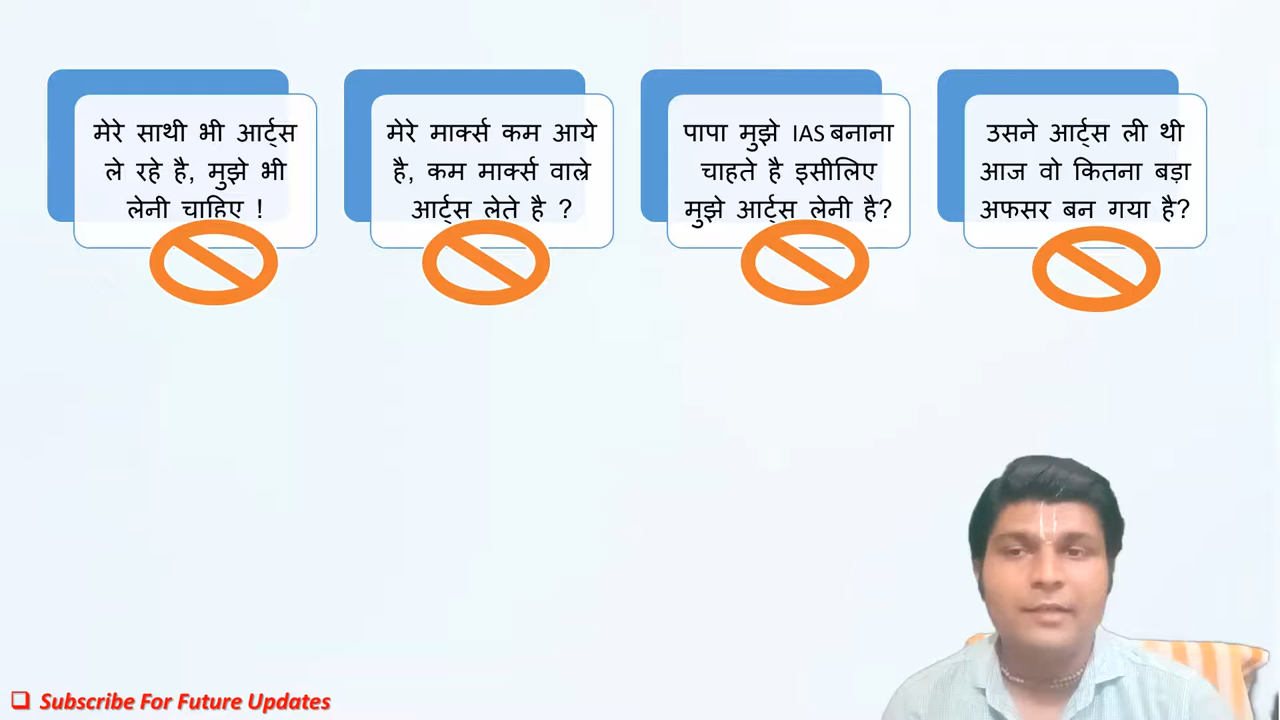 मेरे साथी भी आर्ट्स
ले रहे है, मुझे भी
लेनी चाहिए !
मेरे मार्क्स कम आये
है, कम मार्क्स वाल्रे
आर्ट्स लेते है ?
पापा मुझे IAS बनाना
चाहते है इसीलिए
मुझे आर्ट्स लेनी है?
उसने आर्ट्स ली थी
आज वो कितना बड़ा
अफसर बन गया है?
Subscribe For Future Updates